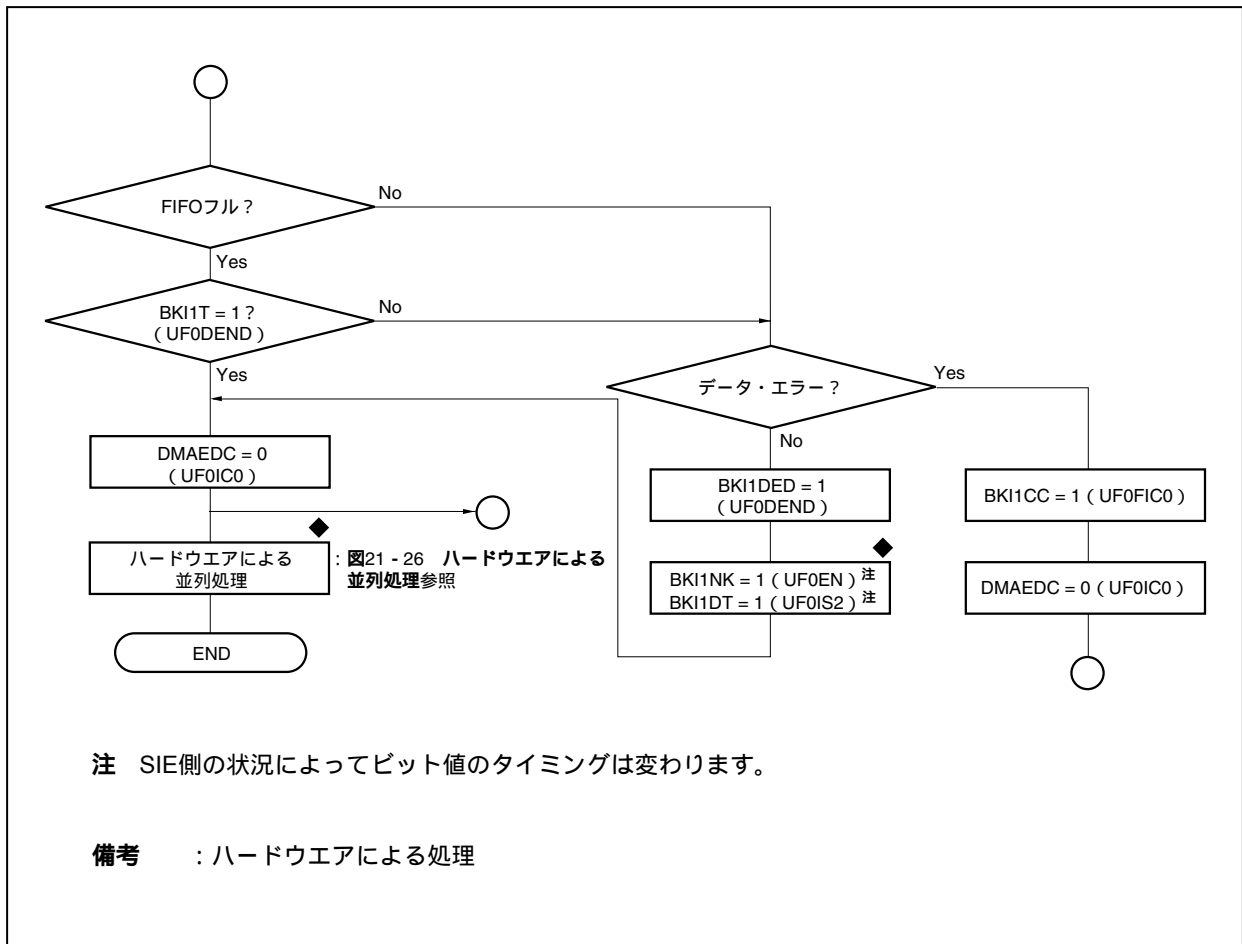 FIFOフル？
No
Yes
BKI1T = 1？
（UF0DEND）
No
Yes
データ・エラー？
Yes
No
DMAEDC = 0
（UF0IC0）
BKI1DED = 1
（UF0DEND）
BKI1CC = 1（UF0FIC0）
ハードウエアによる
並列処理
：図21 - 26　ハードウエアによる
並列処理参照
BKI1NK = 1（UF0EN）注
BKI1DT = 1（UF0IS2）注
DMAEDC = 0（UF0IC0）
END
注　SIE側の状況によってビット値のタイミングは変わります。
備考　　：ハードウエアによる処理